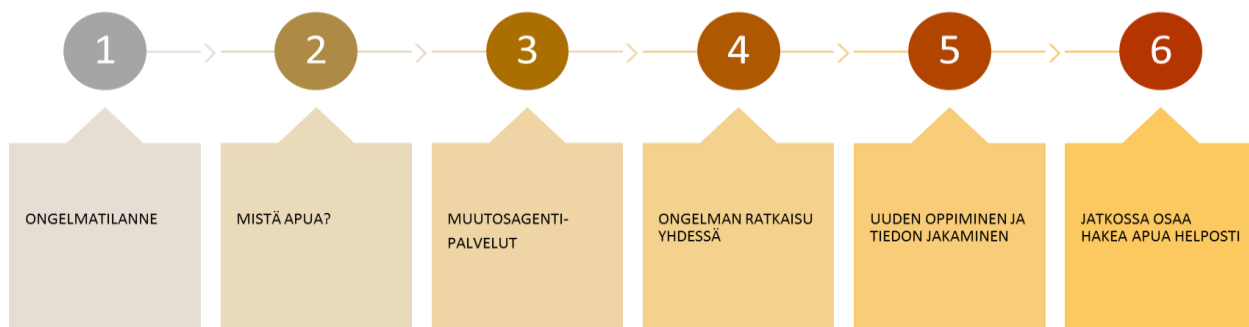 1
2
3
4
5
6
ONGELMATILANNE
MISTÄ APUA?
MUUTOSAGENTI-
PALVELUT
ONGELMAN RATKAISU
YHDESSÄ
UUDEN OPPIMINEN JA
TIEDON JAKAMINEN
JATKOSSA OSAA
HAKEA APUA HELPOSTI